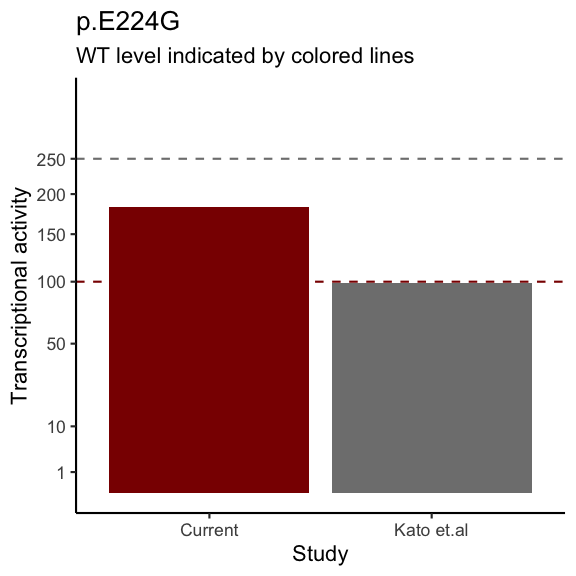 p.E224G
WT level indicated by colored lines
Transcriptional activity
250
200
150
100
50
10
1
Current
Kato et.al
Study